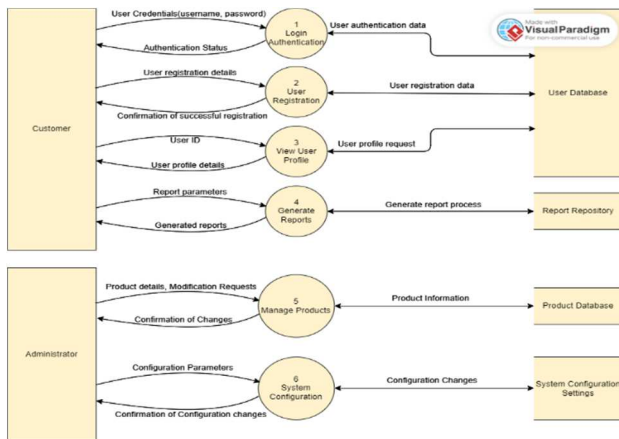 User Credentials(username, password)
1
Login
Authentication
User authentication data
Made with
Visual Paradigm
For non-commercial use
Authentication Status
User registration details
2
User
Registration
User registration data
User Database
Customer
Confirmation of successful registration
User ID
3
View User
Profile
User profile request
User profile details
Report parameters
4
Generate
Reports
Generate report process
Report Repository
Generated reports
Product details, Modification Requests
5
Manage Products
Product Information
Product Database
Confirmation of Changes
Administrator
Configuration Parameters
6
System
Configuration
Configuration Changes
System Configuration
Settings
Confirmation of Configuration changes